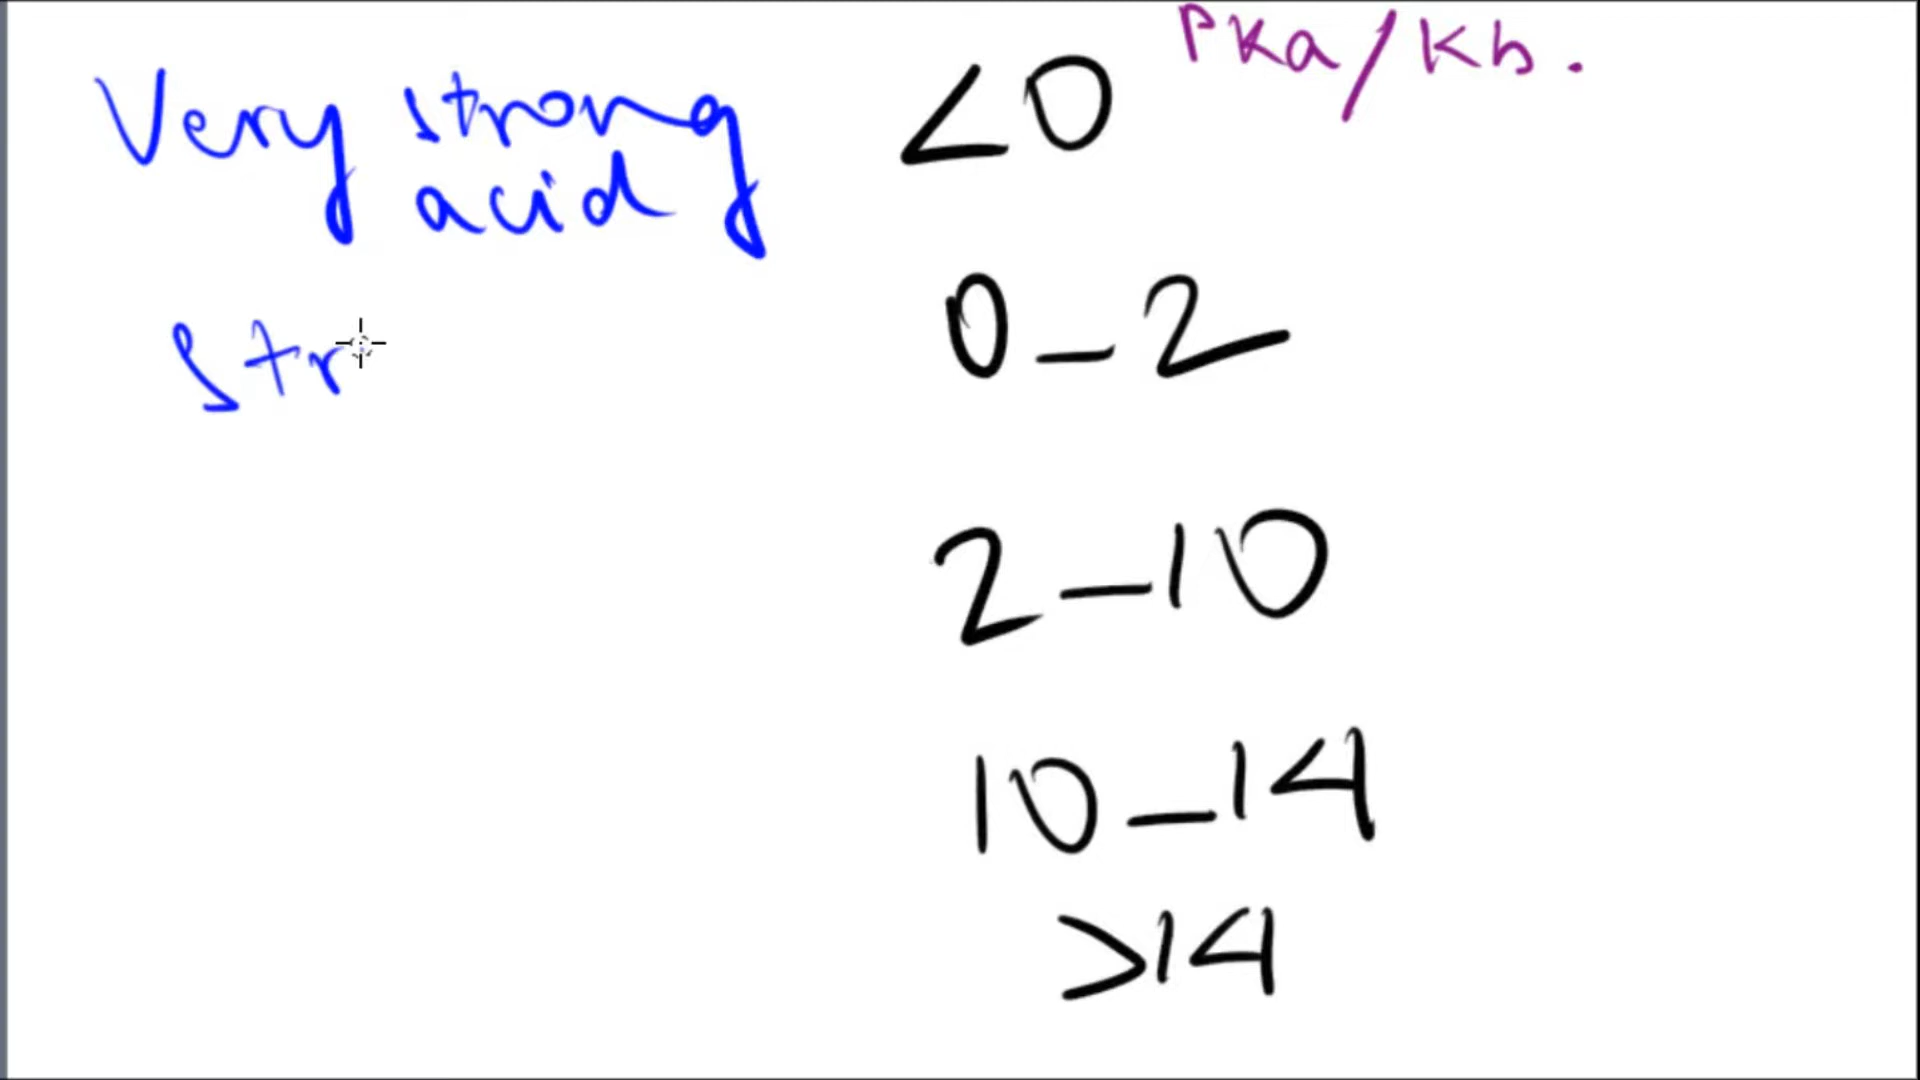 PKa/Kb.
Very strong <0
acid
Str 0-2
2-10
10-14
>14